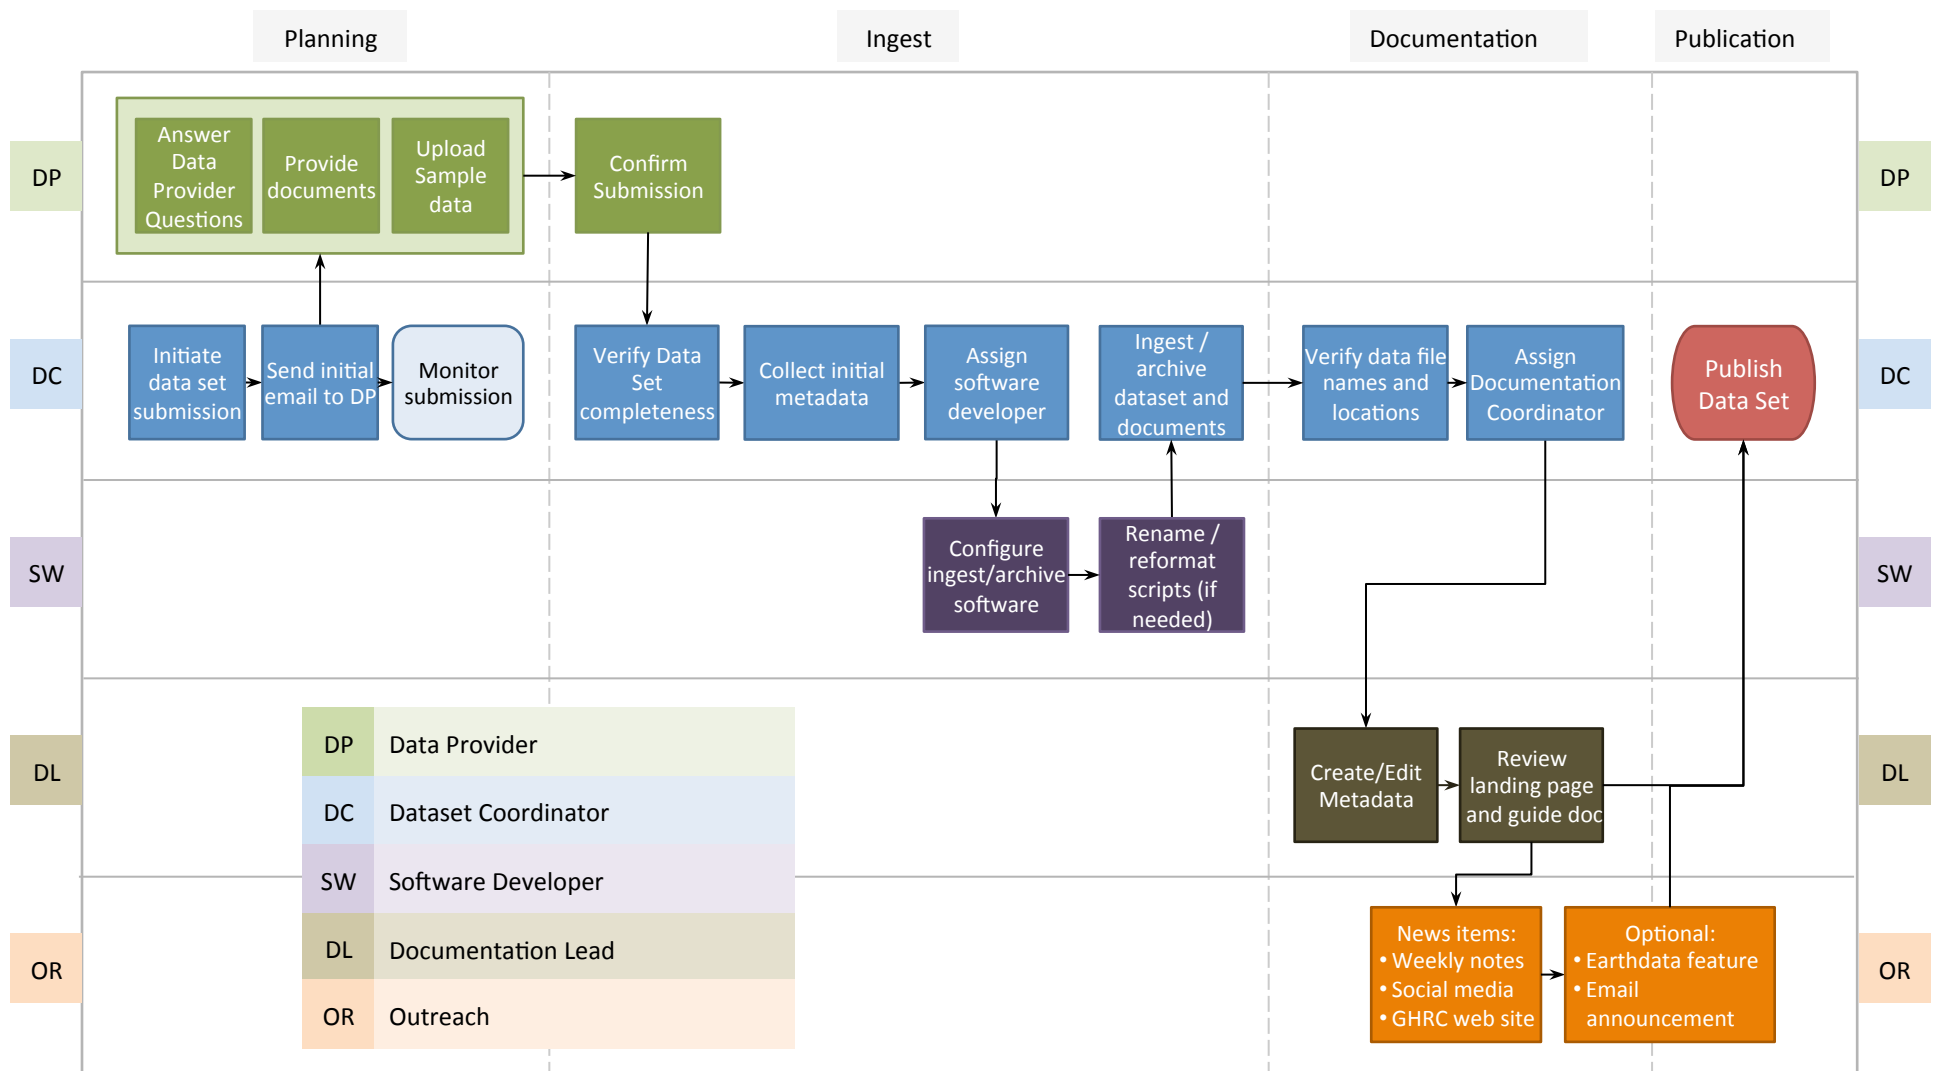 Planning
Ingest
Documentation
Publication
DP
Answer
Data
Provider
Questions
Provide
documents
Upload
Sample
data
Confirm
Submission
DP
DC
Initiate
data set
submission
Send initial
email to DP
Monitor
submission
Verify Data
Set
completeness
Collect initial
metadata
Assign
software
developer
Ingest /
archive
dataset and
documents
Verify data file
names and
locations
Assign
Documentation
Coordinator
Publish
Data Set
DC
SW
Configure
ingest/archive
software
Rename /
reformat
scripts (if
needed)
SW
DL
Create/Edit
Metadata
Review
landing page
and guide doc
DL
OR
News items:
• Weekly notes
• Social media
• GHRC web site
Optional:
• Earthdata feature
• Email
announcement
OR
DP Data Provider
DC Dataset Coordinator
SW Software Developer
DL Documentation Lead
OR Outreach